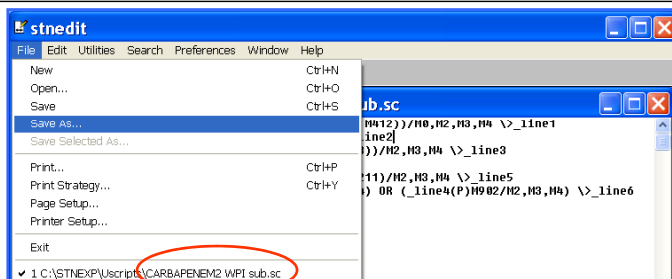 stnedit
File Edit Utilities Search Preferences Window Help
New Ctrl+N
Open... Ctrl+O
Save Ctrl+S
Save As...
Save Selected As...
Print... Ctrl+P
Print Strategy... Ctrl+Y
Page Setup...
Printer Setup...
Exit
✓ 1 C:\STNEXP\Uscripts\CARBAPENEM2 WPI sub.sc
ub.sc
M412))/M0,M2,M3,M4 \>_line1
ine2
))/M2,M3,M4 \>_line3
211)/M2,M3,M4 \>_line5
) OR (_line4(P)M902/M2,M3,M4) \>_line6